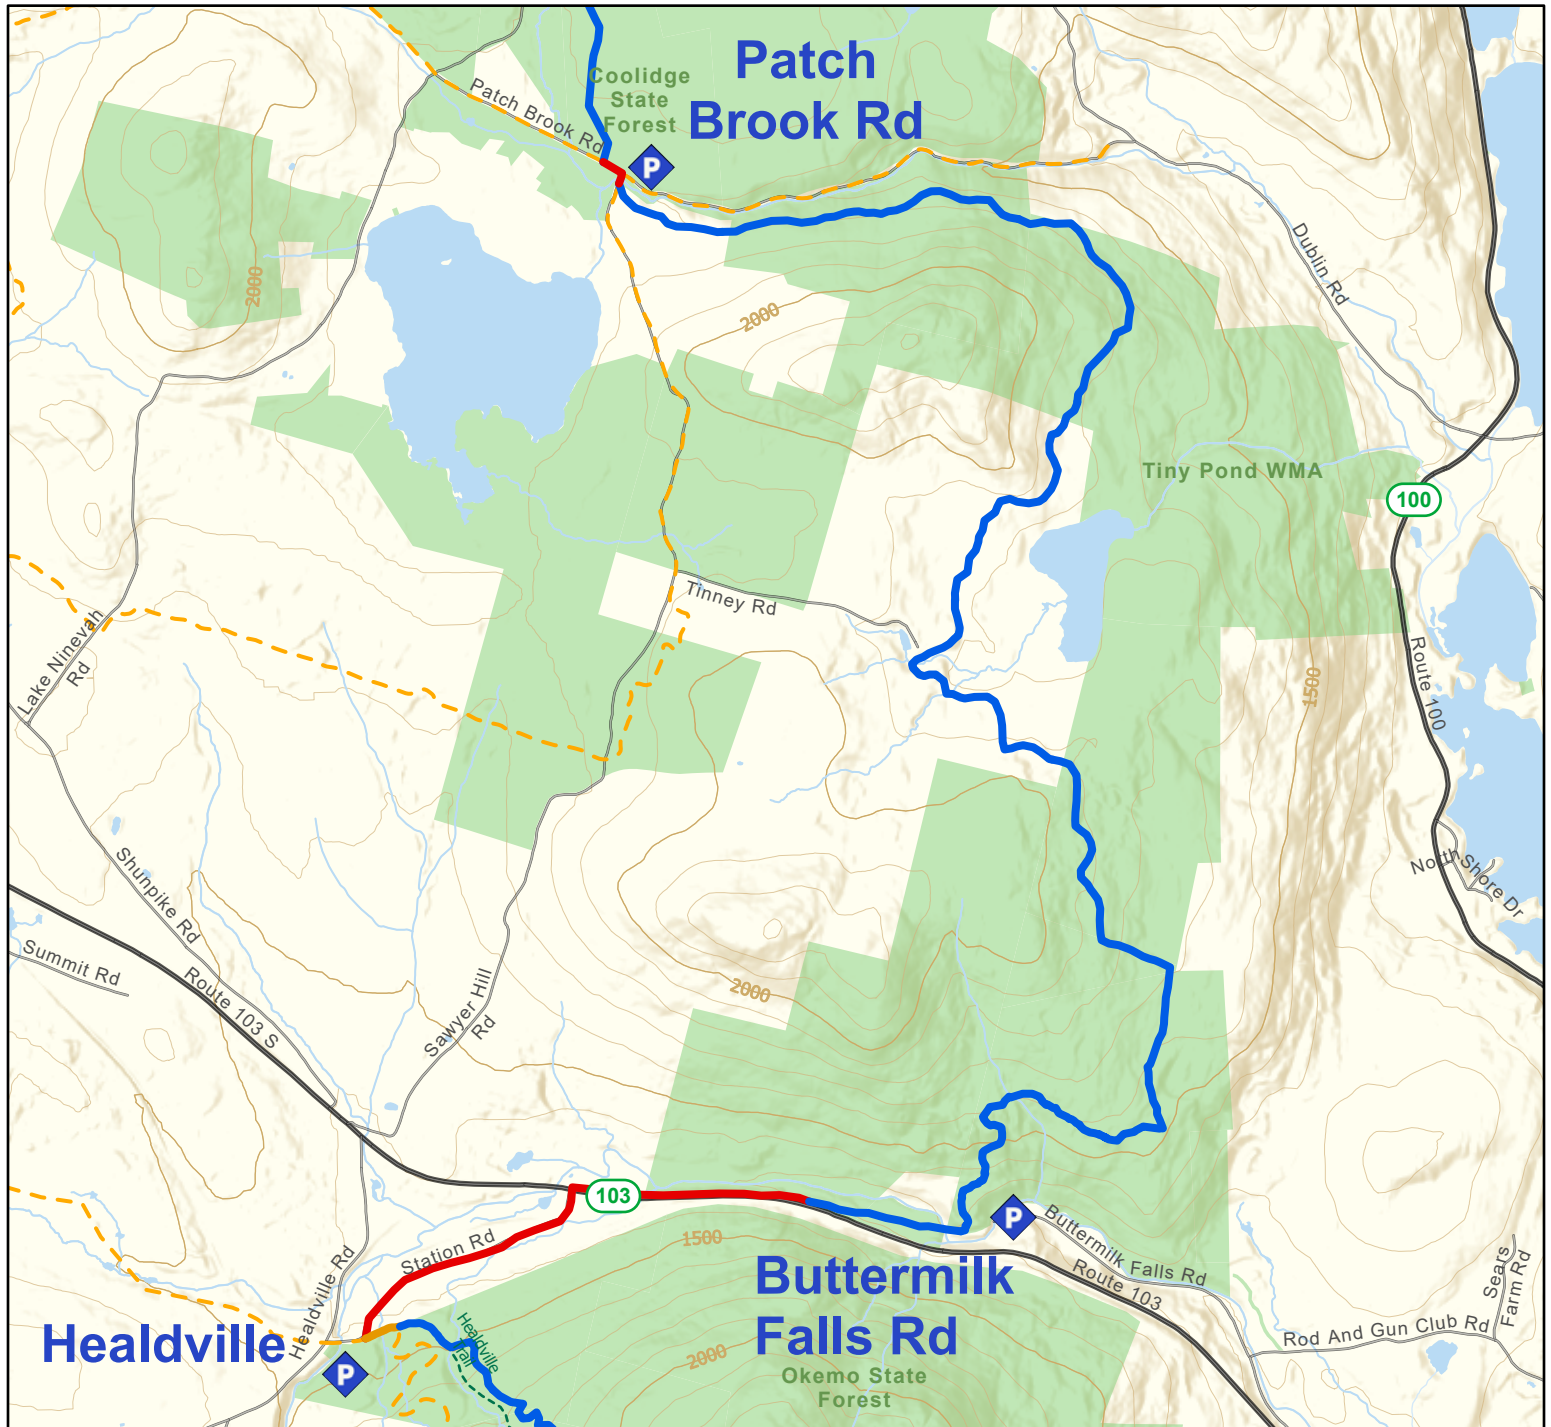 Patch
Brook Rd
Coolidge
State
Forest
Patch Brook Rd
P
Dublin Rd
2000
2000
Tiny Pond WMA
100
Tinney Rd
Lake Ninevah
Rd
Route 100
1500
North Shore Dr
Shunpike Rd
Summit Rd
Route 103 S
Sawyer Hill
Rd
2000
103
Station Rd
1500
P
Buttermilk Falls Rd
Route 103
Sears
Farm Rd
Buttermilk
Falls Rd
Healdville Rd
Healdville
Trail
Rod And Gun Club Rd
Healdville
P
2000
Okemo State
Forest